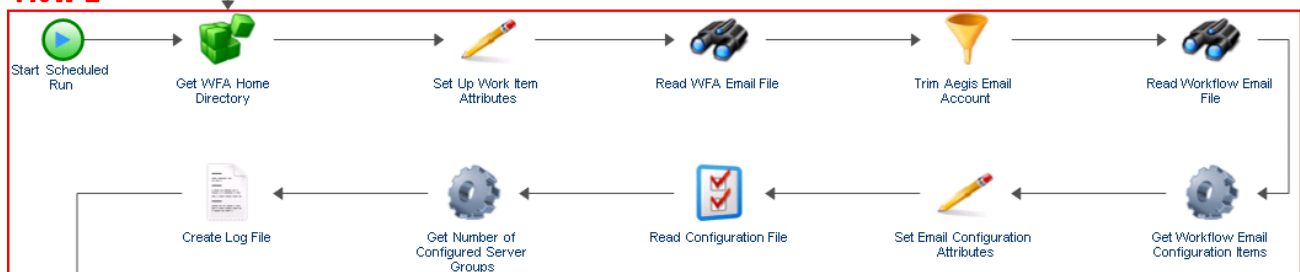 Start Scheduled
Run
Get WFA Home
Directory
Set Up Work Item
Attributes
Read WFA Email File
Trim Aegis Email
Account
Read Workflow Email
File
Create Log File
Get Number of
Configured Server
Groups
Read Configuration File
Set Email Configuration
Attributes
Get Workflow Email
Configuration Items